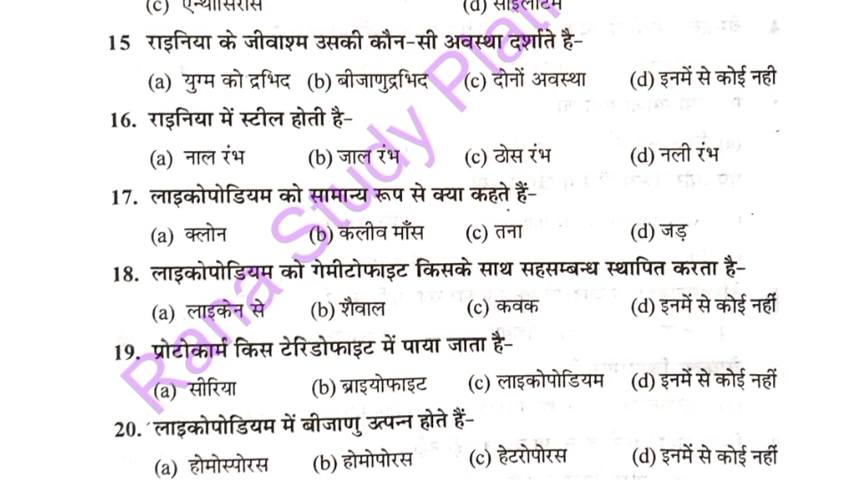 (c) एन्थोसिरोस (d) साइलोटम
15 राइनिया के जीवाश्म उसकी कौन-सी अवस्था दर्शाते है-
(a) युग्म को द्रभिद (b) बीजाणुद्रभिद (c) दोनों अवस्था (d) इनमें से कोई नही
16. राइनिया में स्टील होती है-
(a) नाल रंभ (b) जाल रंभ (c) ठोस रंभ (d) नली रंभ
17. लाइकोपोडियम को सामान्य रूप से क्या कहते हैं-
(a) क्लोन (b) कलीव माँस (c) तना (d) जड़
18. लाइकोपोडियम को गेमीटोफाइट किसके साथ सहसम्बन्ध स्थापित करता है-
(a) लाइकेन से (b) शैवाल (c) कवक (d) इनमें से कोई नहीं
19. प्रोटोकार्म किस टेरिडोफाइट में पाया जाता है-
(a) सीरिया (b) ब्राइयोफाइट (c) लाइकोपोडियम (d) इनमें से कोई नहीं
20. लाइकोपोडियम में बीजाणु उत्पन्न होते हैं-
(a) होमोस्पोरस (b) होमोपोरस (c) हेटरोपोरस (d) इनमें से कोई नहीं
Rana Study Plat